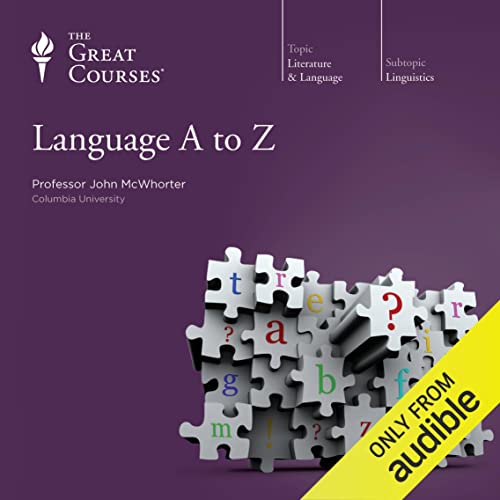 THE
GREAT
COURSES®
Topic
Literature
& Language
Subtopic
Linguistics
Language A to Z
Professor John McWhorter
Columbia University
t r e ? r
? a i
g b f
m ! ? z
ONLY FROM
audible